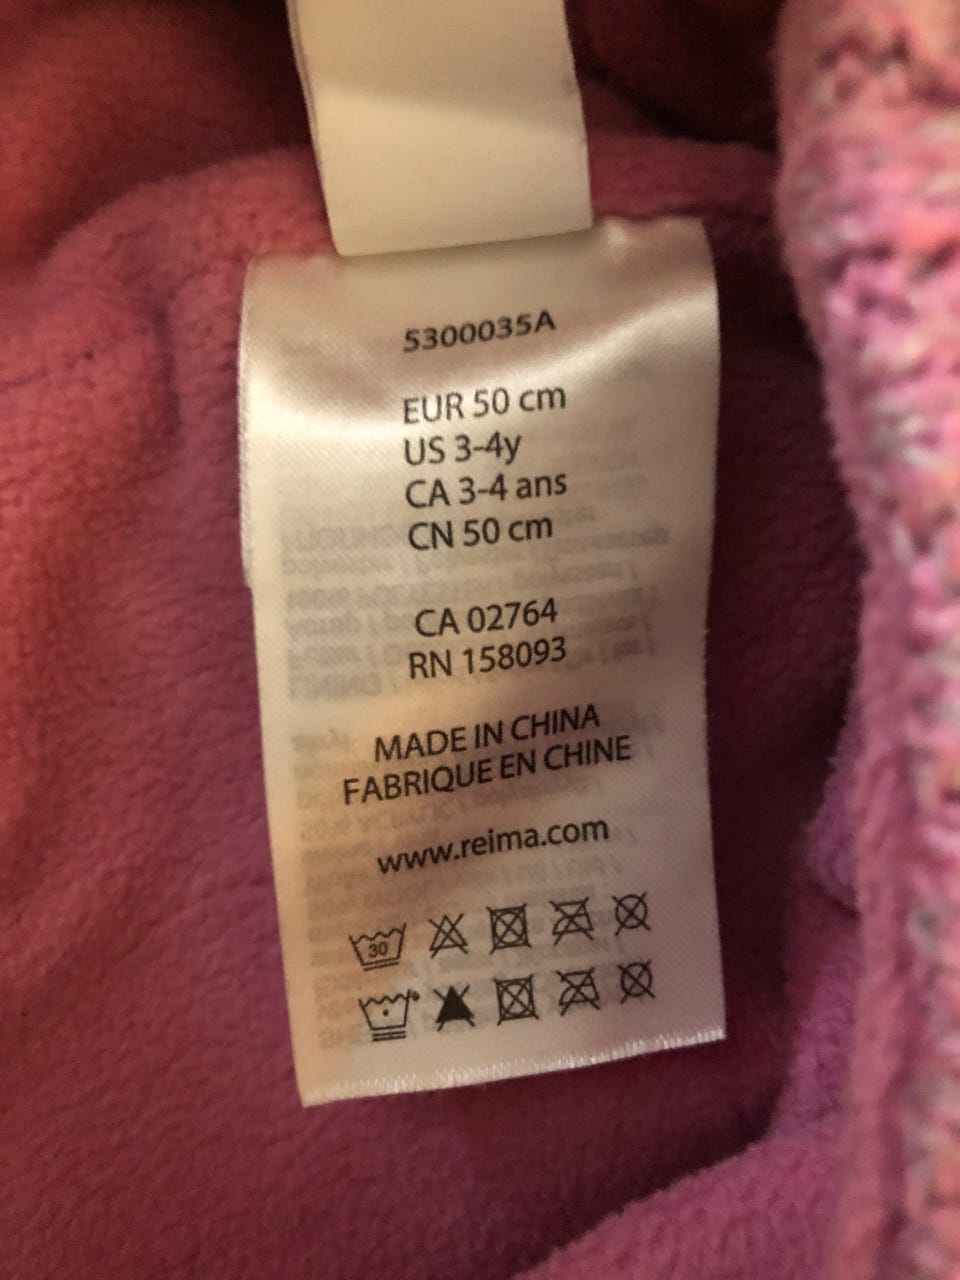 5300035A
EUR 50 cm
US 3-4y
CA 3-4 ans
CN 50 cm
CA 02764
RN 158093
MADE IN CHINA
FABRIQUE EN CHINE
www.reima.com
30